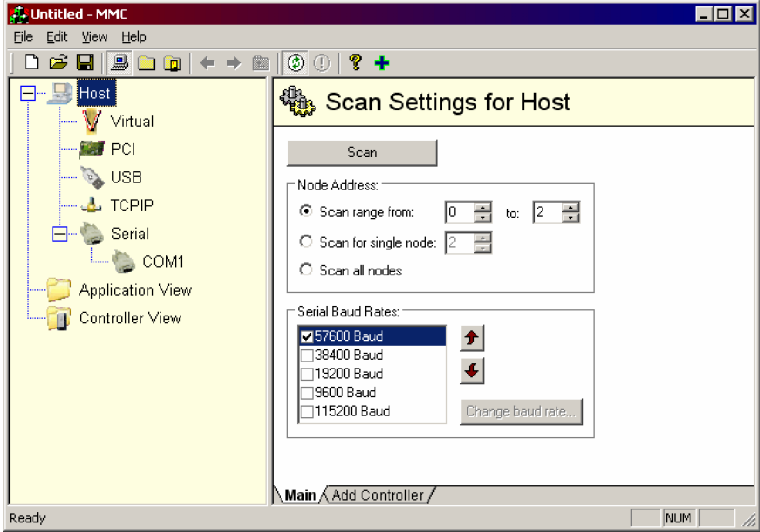 Untitled - MMC
File Edit View Help
Host
Virtual
PCI
USB
TCPIP
Serial
COM1
Application View
Controller View
Scan Settings for Host
Scan
Node Address:
Scan range from: 0 to: 2
Scan for single node: 2
Scan all nodes
Serial Baud Rates:
57600 Baud
38400 Baud
19200 Baud
9600 Baud
115200 Baud
Change baud rate...
Main Add Controller
Ready NUM